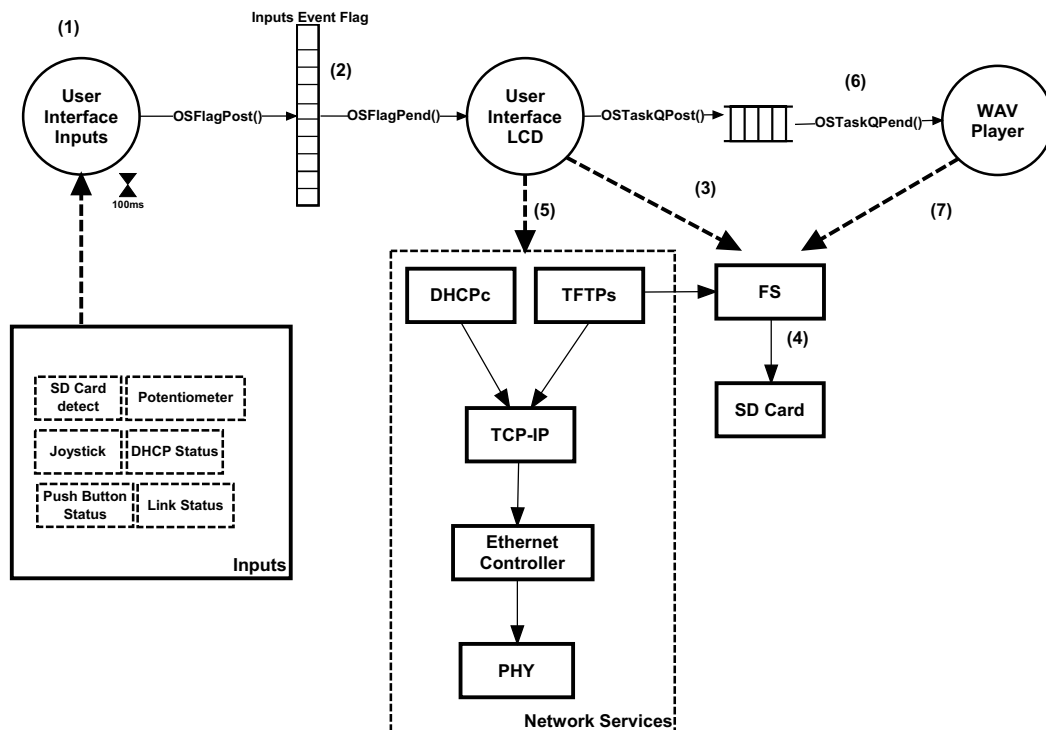 Inputs Event Flag
(1)
(2)
(6)
User
Interface
Inputs
OSFlagPost()
OSFlagPend()
User
Interface
LCD
OSTaskQPost()
OSTaskQPend()
WAV
Player
100ms
(3)
(5)
(7)
DHCPc
TFTPs
FS
(4)
SD Card
TCP-IP
SD Card
detect
Potentiometer
Joystick
DHCP Status
Push Button
Status
Link Status
Inputs
Ethernet
Controller
PHY
Network Services